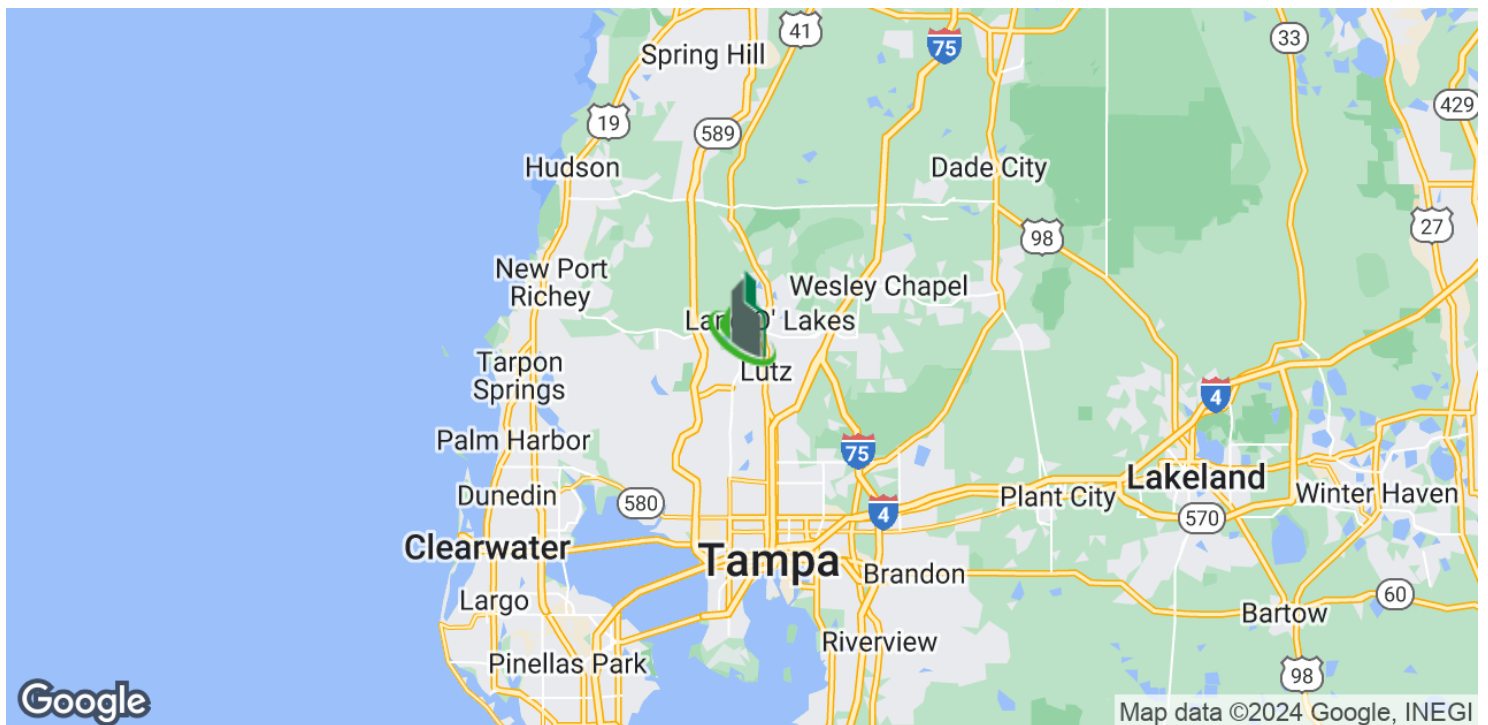 41
75
33
Spring Hill
429
19
589
Hudson
Dade City
27
98
New Port
Richey
Wesley Chapel
Land O' Lakes
Tarpon
Springs
Lutz
4
Palm Harbor
75
Lakeland
Dunedin
580
4
Plant City
Winter Haven
570
Clearwater
Tampa
Brandon
Largo
60
Bartow
Riverview
Pinellas Park
98
Google
Map data ©2024 Google, INEGI